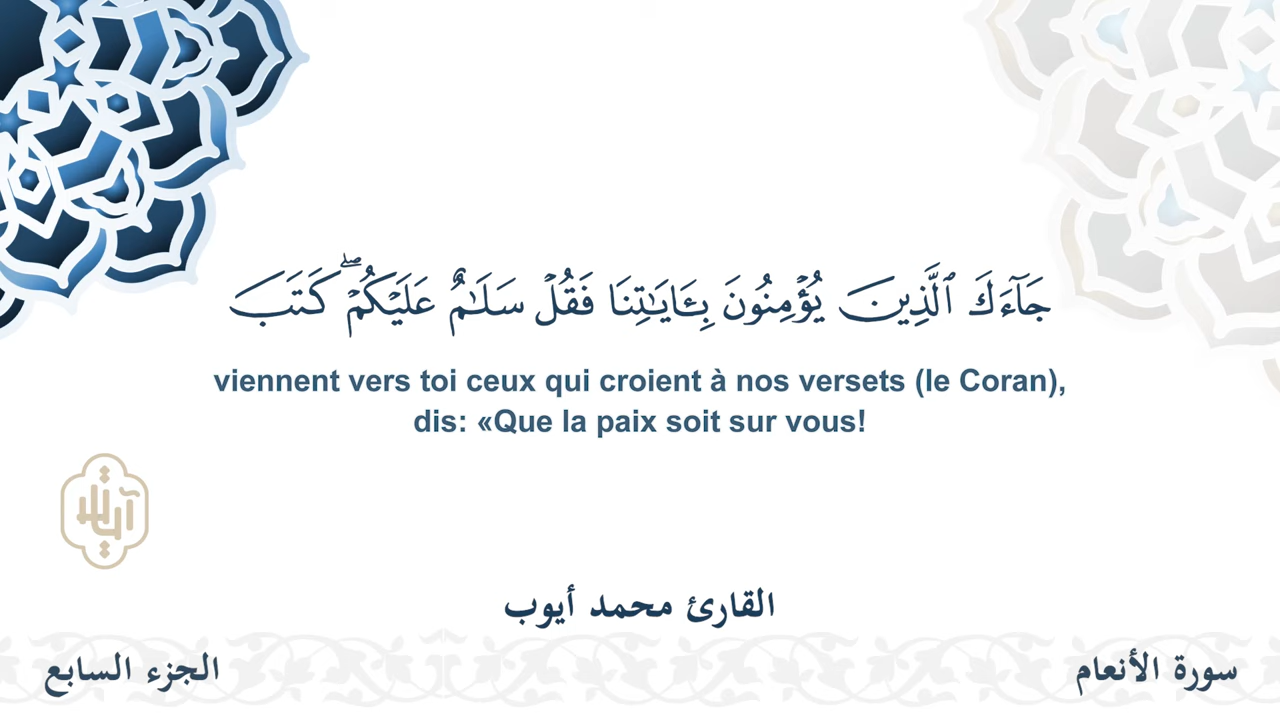 جَآءَكَ ٱلَّذِينَ يُؤۡمِنُونَ بِـَٔايَٰتِنَا فَقُلۡ سَلَٰمٌ عَلَيۡكُمۡۖ كَتَبَ
viennent vers toi ceux qui croient à nos versets (le Coran),
dis: «Que la paix soit sur vous!
القارئ محمد أيوب
سورة الأنعام
الجزء السابع